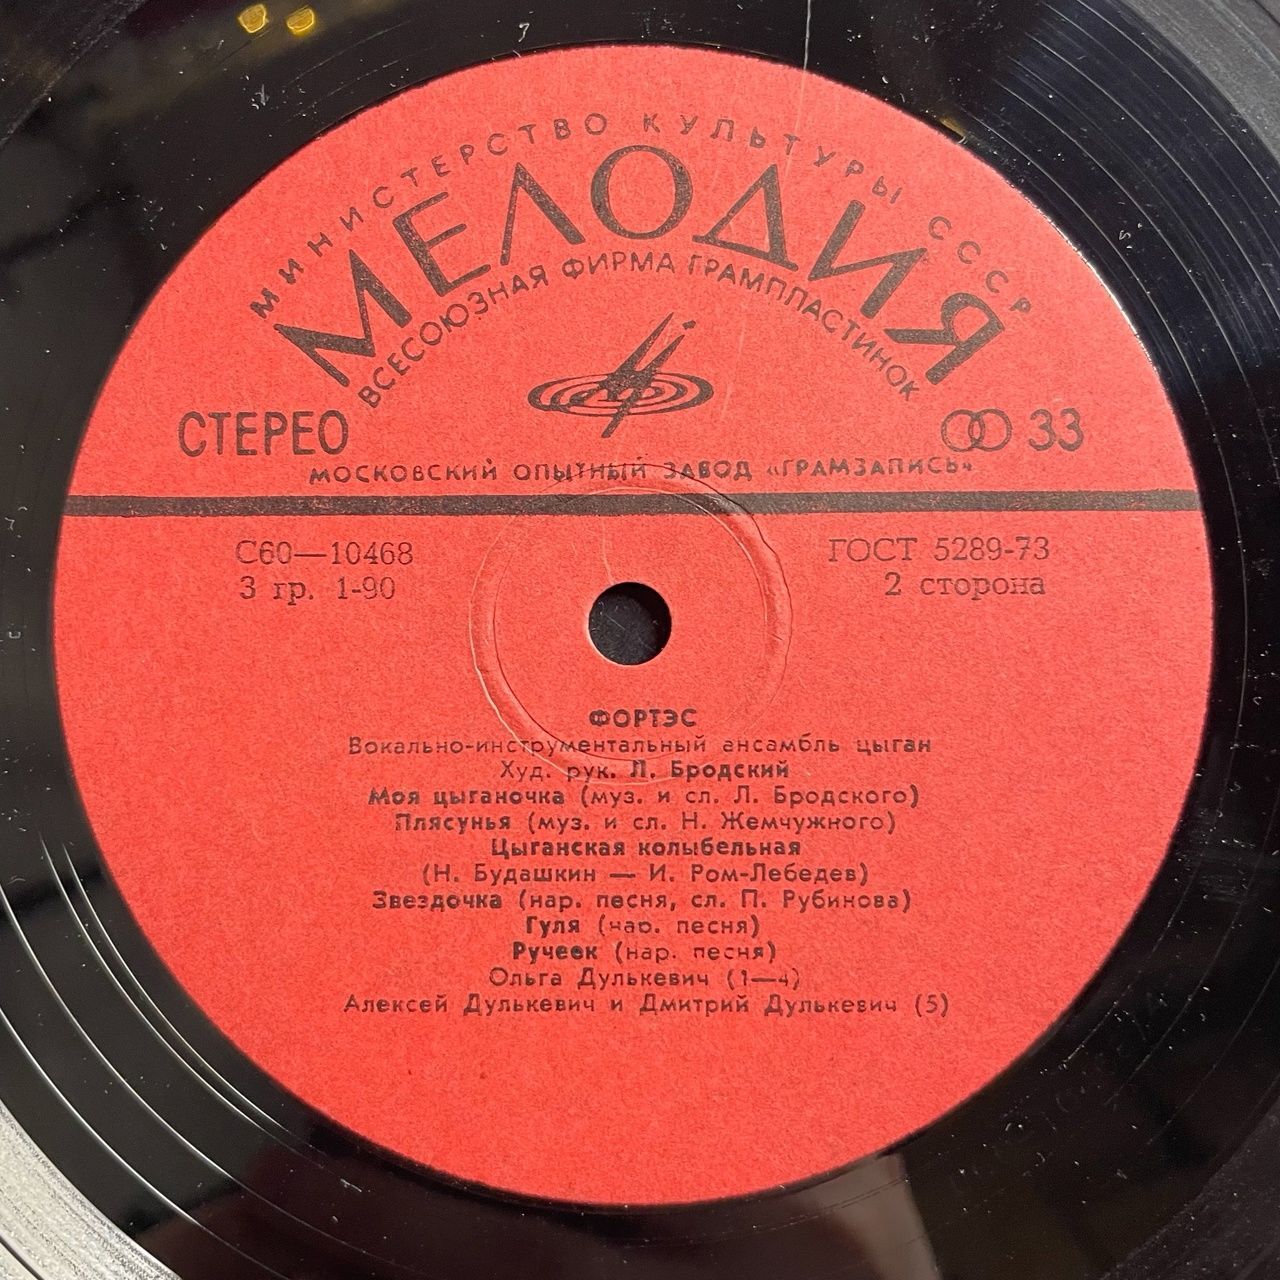 МИНИСТЕРСТВО КУЛЬТУРЫ СССР
МЕЛОДИЯ
ВСЕСОЮЗНАЯ ФИРМА ГРАМПЛАСТИНОК
СТЕРЕО 33
МОСКОВСКИЙ ОПЫТНЫЙ ЗАВОД «ГРАМЗАПИСЬ»
С60—10468 ГОСТ 5289-73
3 гр. 1-90 2 сторона
ФОРТЭС
Вокально-инструментальный ансамбль цыган
Худ. рук. Л. Бродский
Моя цыганочка (муз. и сл. Л. Бродского)
Плясунья (муз. и сл. Н. Жемчужного)
Цыганская колыбельная
(Н. Будашкин — И. Ром-Лебедев)
Звездочка (нар. песня, сл. П. Рубинова)
Гуля (нар. песня)
Ручеек (нар. песня)
Ольга Дулькевич (1—4)
Алексей Дулькевич и Дмитрий Дулькевич (5)